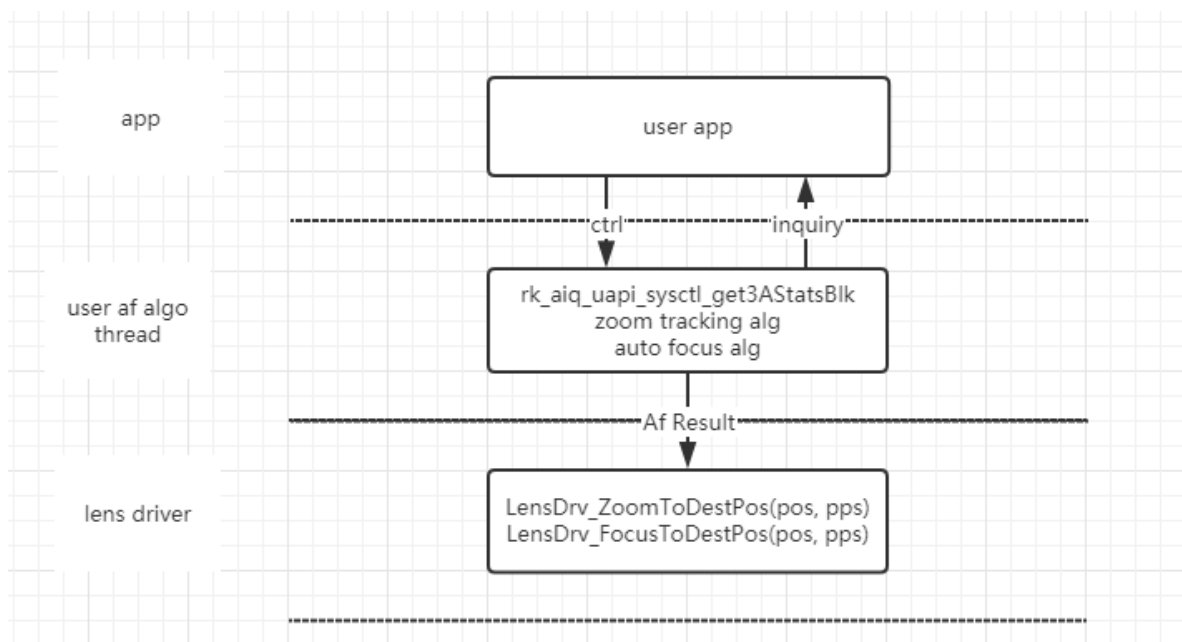 app
user app
ctrl
inquiry
user af algo
thread
rk_aiq_uapi_sysctl_get3AStatsBlk
zoom tracking alg
auto focus alg
Af Result
lens driver
LensDrv_ZoomToDestPos(pos, pps)
LensDrv_FocusToDestPos(pos, pps)